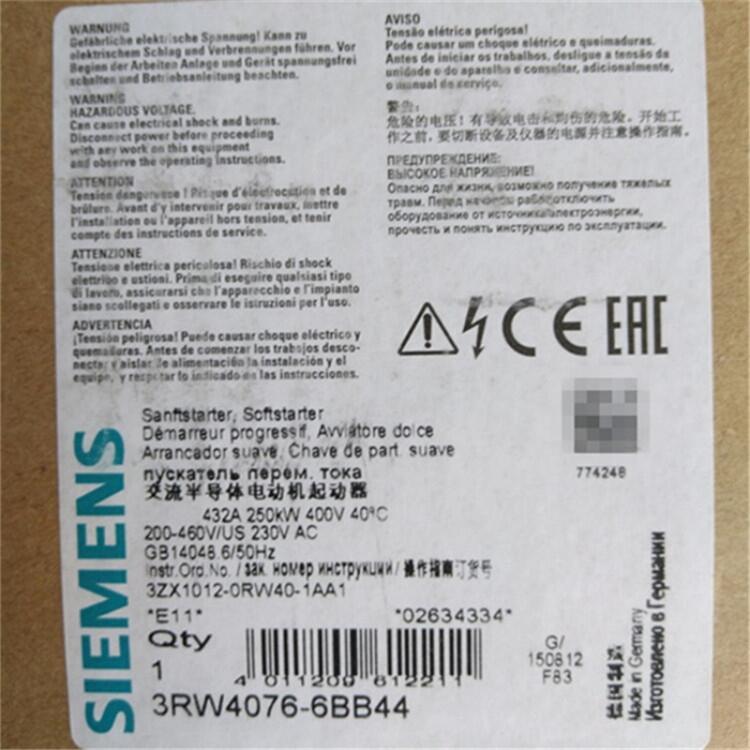 WARNUNG
Gefährliche elektrische Spannung! Kann zu
elektrischem Schlag und Verbrennungen führen. Vor
Beginn der Arbeiten Anlage und Gerät spannungsfrei
schalten und Betriebsanleitung beachten.
WARNING
HAZARDOUS VOLTAGE.
Can cause electrical shock and burns.
Disconnect power before proceeding
with any work on this equipment
and observe the operating instructions.
ATTENTION
Tension dangereuse ! Risque d'électrocution et de
brûlure. Avant d'y intervenir pour travaux, mettre
l'installation ou l'appareil hors tension, et tenir
compte des instructions de service.
ATTENZIONE
Tensione elettrica pericolosa! Rischio di shock
elettrico e ustioni. Prima di eseguire qualsiasi tipo
di lavoro, assicurarsi che l'apparecchio e l'impianto
siano scollegati e osservare le istruzioni per l'uso.
ADVERTENCIA
¡Tensión peligrosa! Puede causar choque eléctrico y
quemaduras. Antes de comenzar los trabajos desco-
nectar y aislar de alimentación la instalación y el
equipo, y respetar lo indicado en las instrucciones.
AVISO
Tensão elétrica perigosa!
Pode causar um choque elétrico e queimaduras.
Antes de iniciar os trabalhos, desligue a tensão da
unidade e do aparelho e consultar, adicionalmente,
o manual de serviço.
警告:
危险的电压!有导致电击和灼伤的危险。开始工
作之前,要切断设备及仪器的电源并注意操作指南。
ПРЕДУПРЕЖДЕНИЕ:
ВЫСОКОЕ НАПРЯЖЕНИЕ!
Опасно для жизни, возможно получение тяжелых
травм. Перед началом работ отключить
оборудование от источника электроэнергии,
прочесть и понять инструкцию по эксплуатации.
CE EAC
774248
SIEMENS
Sanftstarter, Softstarter
Démarreur progressif, Avviatore dolce
Arrancador suave, Chave de part. suave
пускатель перем. тока
交流半导体电动机起动器
432A 250kW 400V 40°C
200-460V/US 230V AC
GB14048.6/50Hz
Instr.Ord.No. / зак. номер инструкции/ 操作指南订货号
3ZX1012-0RW40-1AA1
"E11" "02634334"
Qty
1
4 011209 612211
3RW4076-6BB44
G/
150812
F83
德国制造
Made in Germany
Изготовлено в Германии